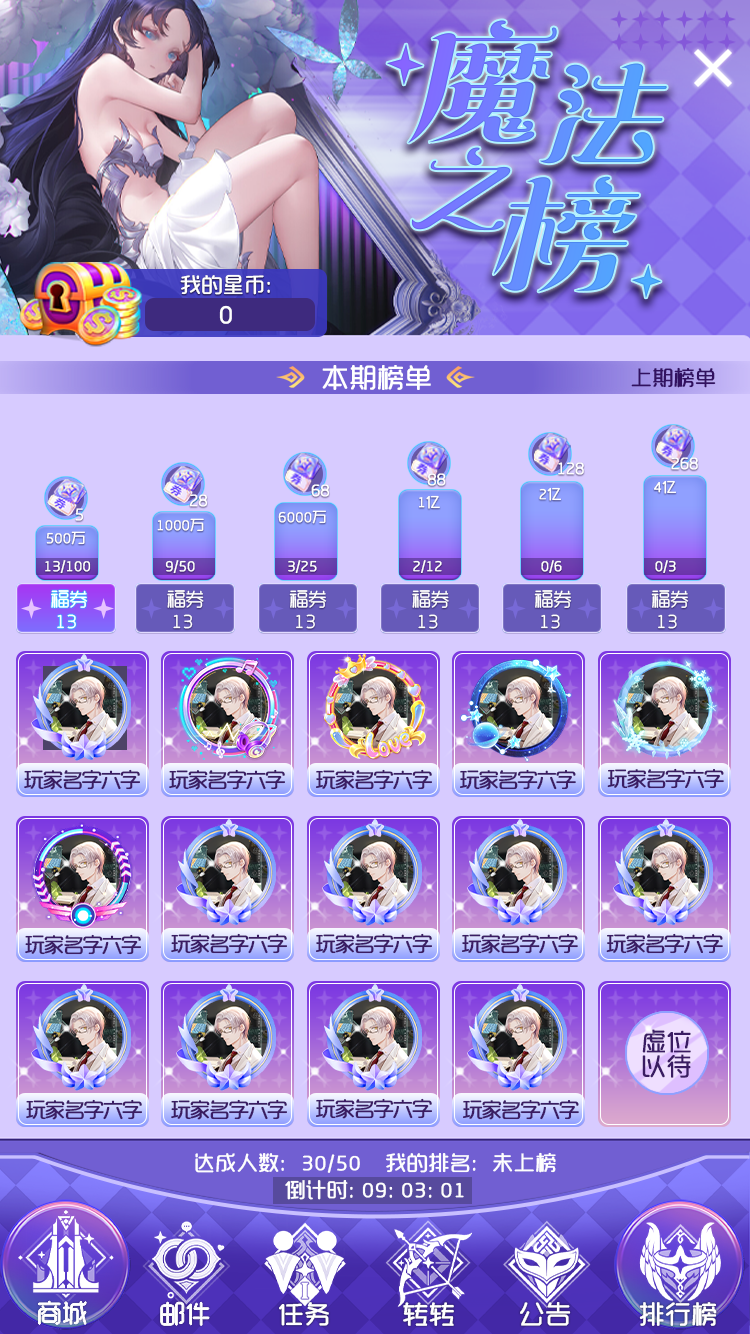 魔法
之榜
我的星币:
0
本期榜单
上期榜单
券 5
券 28
券 68
券 88
券 128
券 268
500万
1000万
6000万
1亿
2亿
4亿
13/100
9/50
3/25
2/12
0/6
0/3
福券 福券 福券 福券 福券 福券
13 13 13 13 13 13
Love
玩家名字六字 玩家名字六字 玩家名字六字 玩家名字六字 玩家名字六字
玩家名字六字 玩家名字六字 玩家名字六字 玩家名字六字 玩家名字六字
虚位
以待
玩家名字六字 玩家名字六字 玩家名字六字 玩家名字六字
达成人数: 30/50 我的排名: 未上榜
倒计时: 09: 03: 01
商城 邮件 任务 转转 公告 排行榜